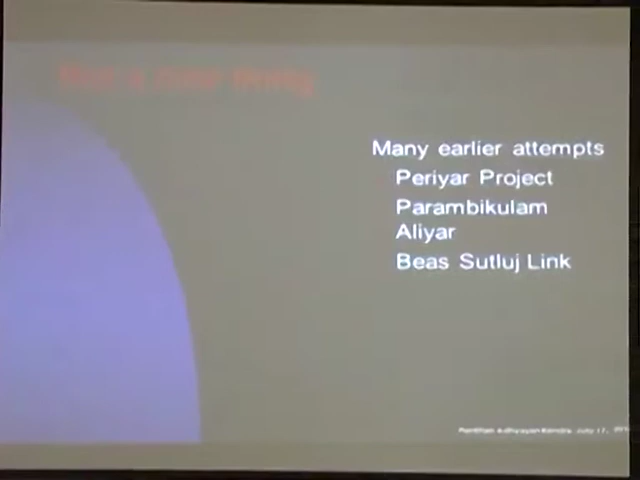 Many earlier attempts
Periyar Project
Parambikulam
Aliyar
Beas Sutluj Link